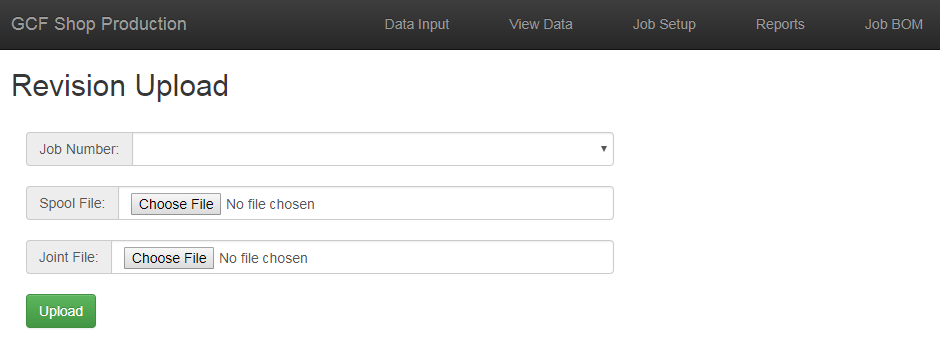 GCF Shop Production Data Input View Data Job Setup Reports Job BOM
Revision Upload
Job Number:
Spool File: Choose File No file chosen
Joint File: Choose File No file chosen
Upload